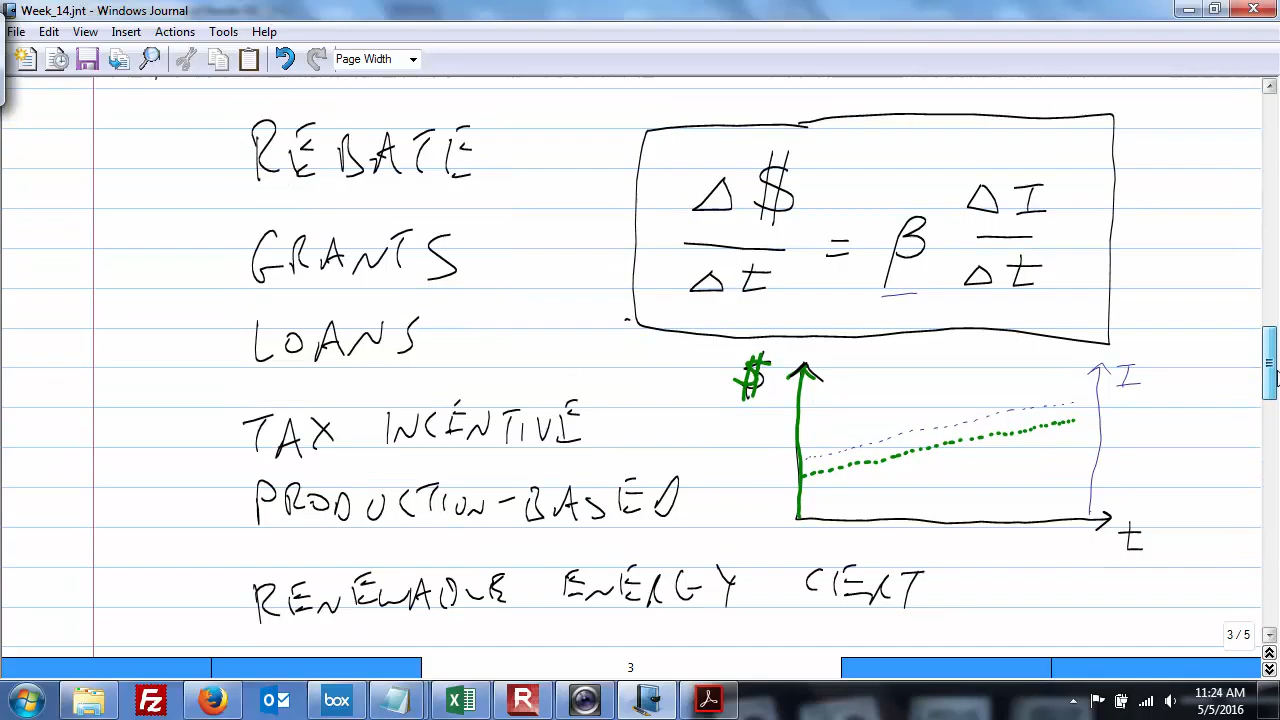 Week_14.jnt - Windows Journal
File Edit View Insert Actions Tools Help
Page Width
REBATE
GRANTS
LOANS
TAX INCENTIVE
PRODUCTION-BASED
RENEWABLE ENERGY CERT
Δ$/Δt = β ΔI/Δt
$
I
t
3 / 5
3
box
R
11:24 AM
5/5/2016